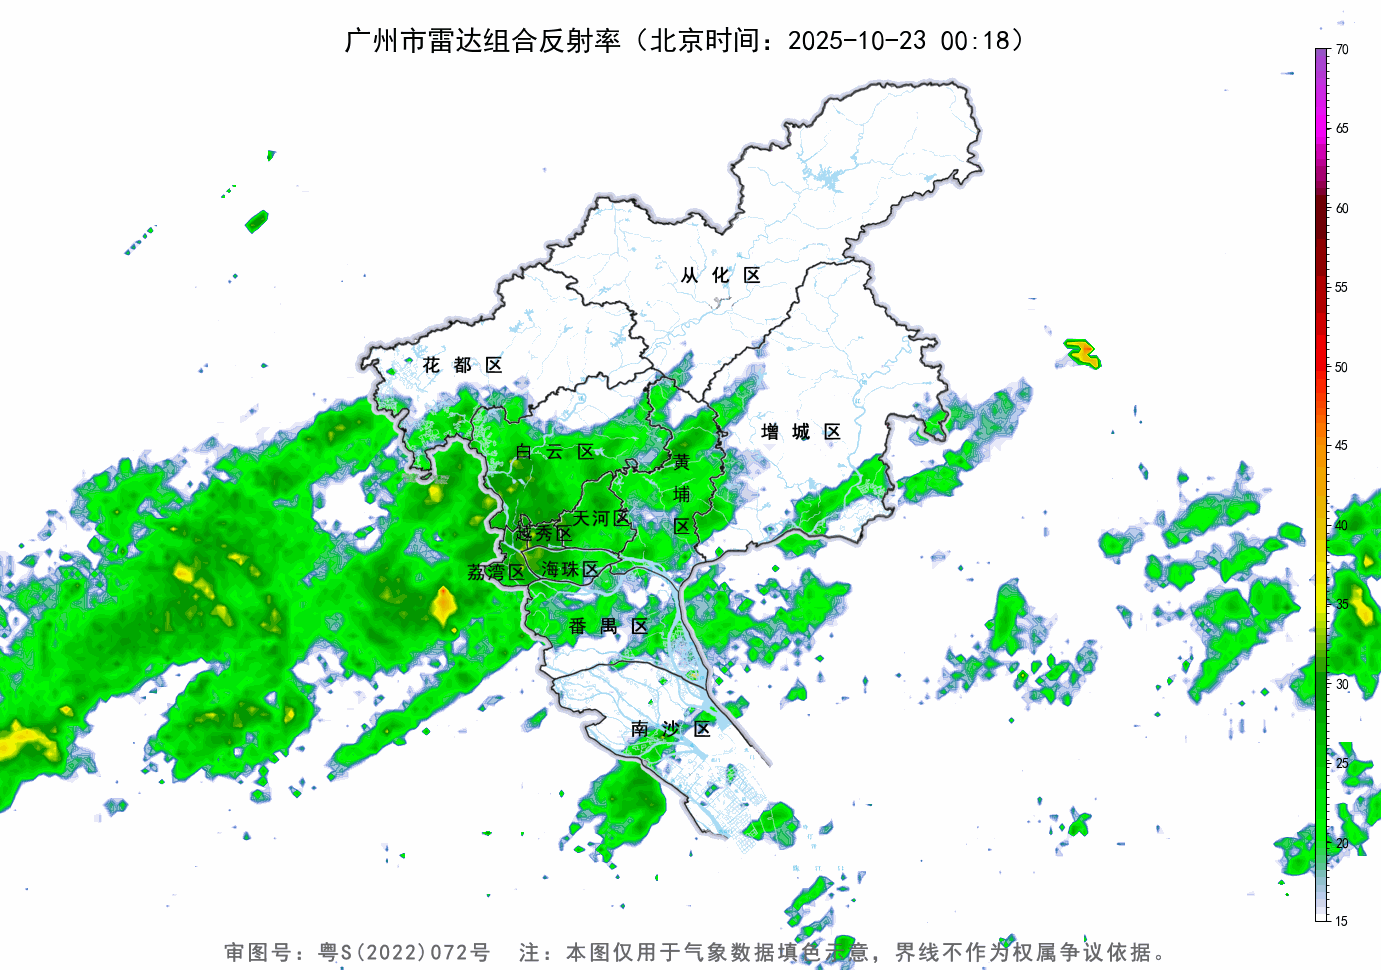 广州市雷达组合反射率（北京时间：2025-10-23 00:18）
70
65
60
55
50
45
40
35
30
25
20
15
从化区
花都区
增城区
白云区
黄埔区
天河区
越秀区
荔湾区
海珠区
番禺区
南沙区
审图号：粤S(2022)072号 注：本图仅用于气象数据填色示意，界线不作为权属争议依据。